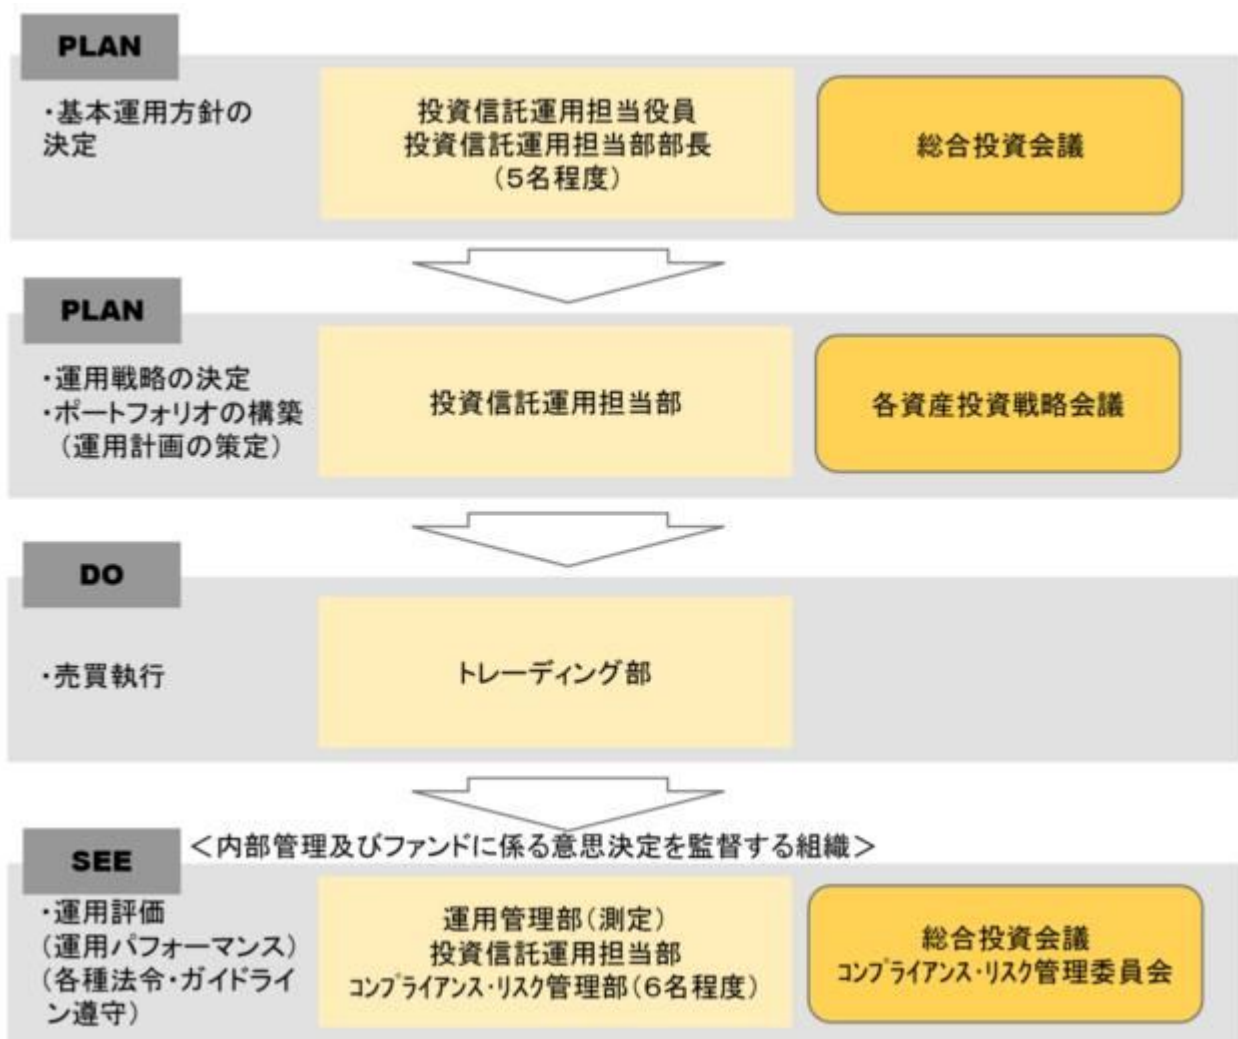 PLAN
・基本運用方針の
決定
投資信託運用担当役員
投資信託運用担当部部長
(5名程度)
総合投資会議
PLAN
・運用戦略の決定
・ポートフォリオの構築
(運用計画の策定)
投資信託運用担当部
各資産投資戦略会議
DO
・売買執行
トレーディング部
SEE
＜内部管理及びファンドに係る意思決定を監督する組織＞
・運用評価
(運用パフォーマンス)
(各種法令・ガイドライ
ン遵守)
運用管理部(測定)
投資信託運用担当部
ｺﾝﾌﾟﾗｲｱﾝｽ・ﾘｽｸ管理部(6名程度)
総合投資会議
ｺﾝﾌﾟﾗｲｱﾝｽ・ﾘｽｸ管理委員会